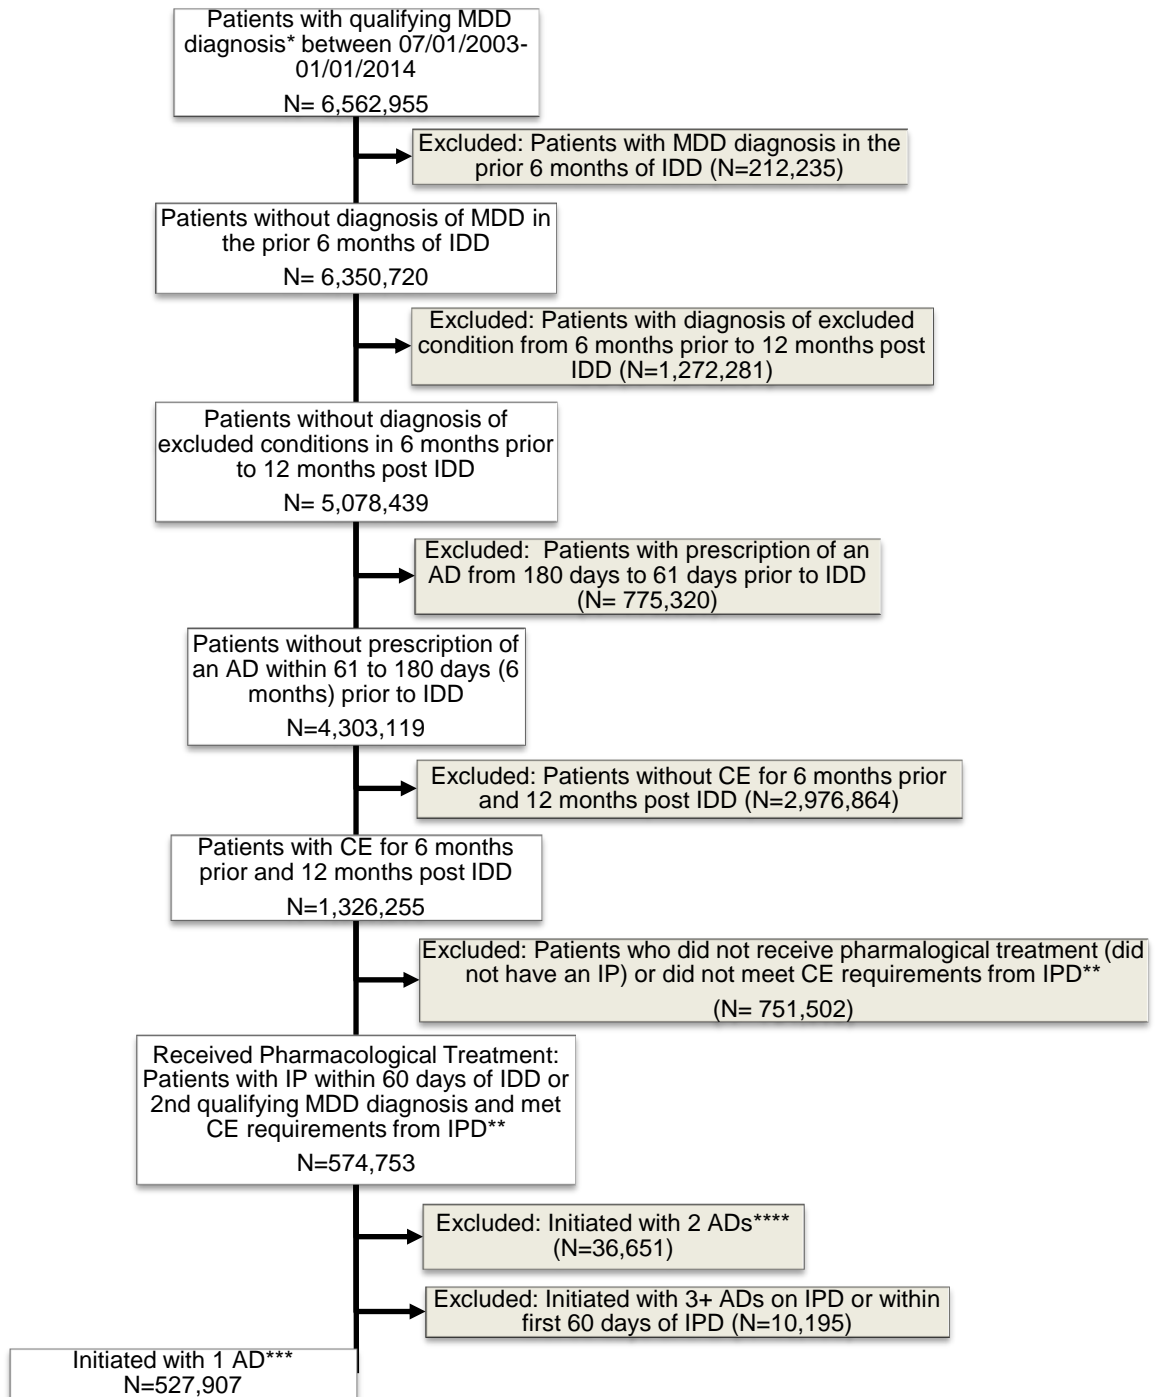 Patients with qualifying MDD
diagnosis* between 07/01/2003-
01/01/2014
N= 6,562,955
Excluded: Patients with MDD diagnosis in the
prior 6 months of IDD (N=212,235)
Patients without diagnosis of MDD in
the prior 6 months of IDD
N= 6,350,720
Excluded: Patients with diagnosis of excluded
condition from 6 months prior to 12 months post
IDD (N=1,272,281)
Patients without diagnosis of
excluded conditions in 6 months prior
to 12 months post IDD
N= 5,078,439
Excluded: Patients with prescription of an
AD from 180 days to 61 days prior to IDD
(N= 775,320)
Patients without prescription of
an AD within 61 to 180 days (6
months) prior to IDD
N=4,303,119
Excluded: Patients without CE for 6 months prior
and 12 months post IDD (N=2,976,864)
Patients with CE for 6 months
prior and 12 months post IDD
N=1,326,255
Excluded: Patients who did not receive pharmalogical treatment (did
not have an IP) or did not meet CE requirements from IPD**
(N= 751,502)
Received Pharmacological Treatment:
Patients with IP within 60 days of IDD or
2nd qualifying MDD diagnosis and met
CE requirements from IPD**
N=574,753
Excluded: Initiated with 2 ADs****
(N=36,651)
Excluded: Initiated with 3+ ADs on IPD or within
first 60 days of IPD (N=10,195)
Initiated with 1 AD***
N=527,907